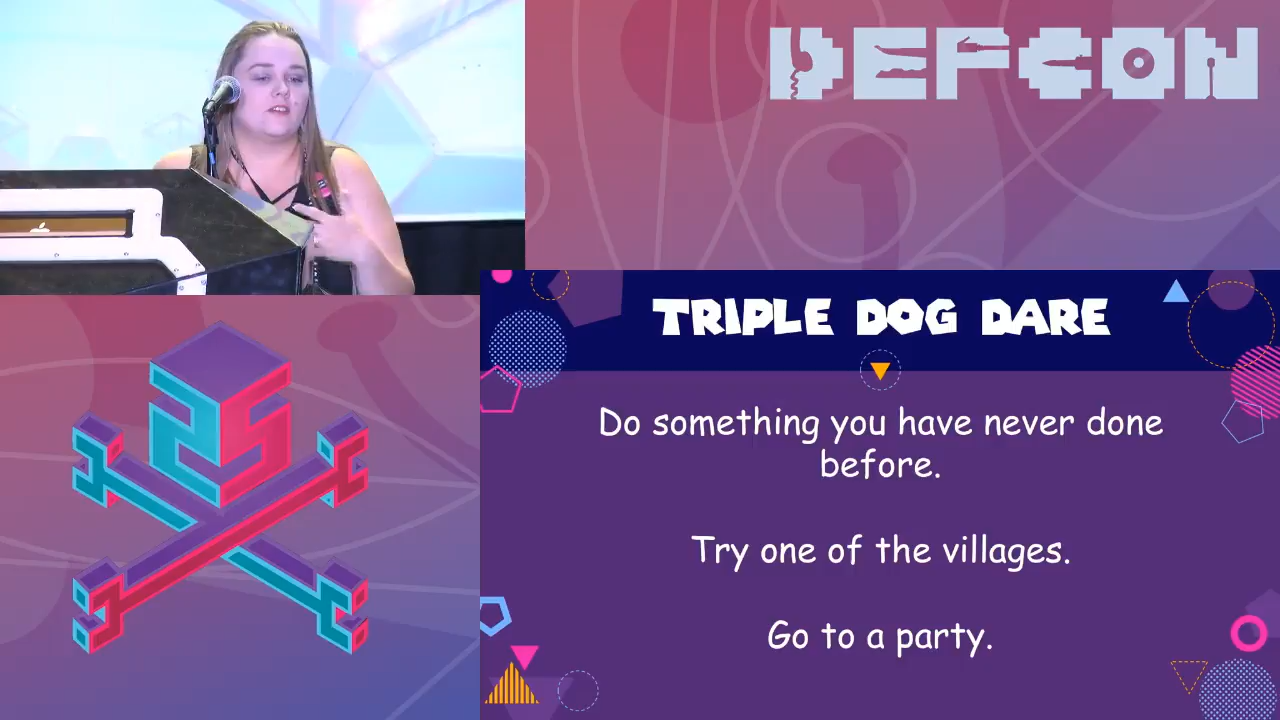 DEFCON
TRIPLE DOG DARE
Do something you have never done
before.
Try one of the villages.
Go to a party.